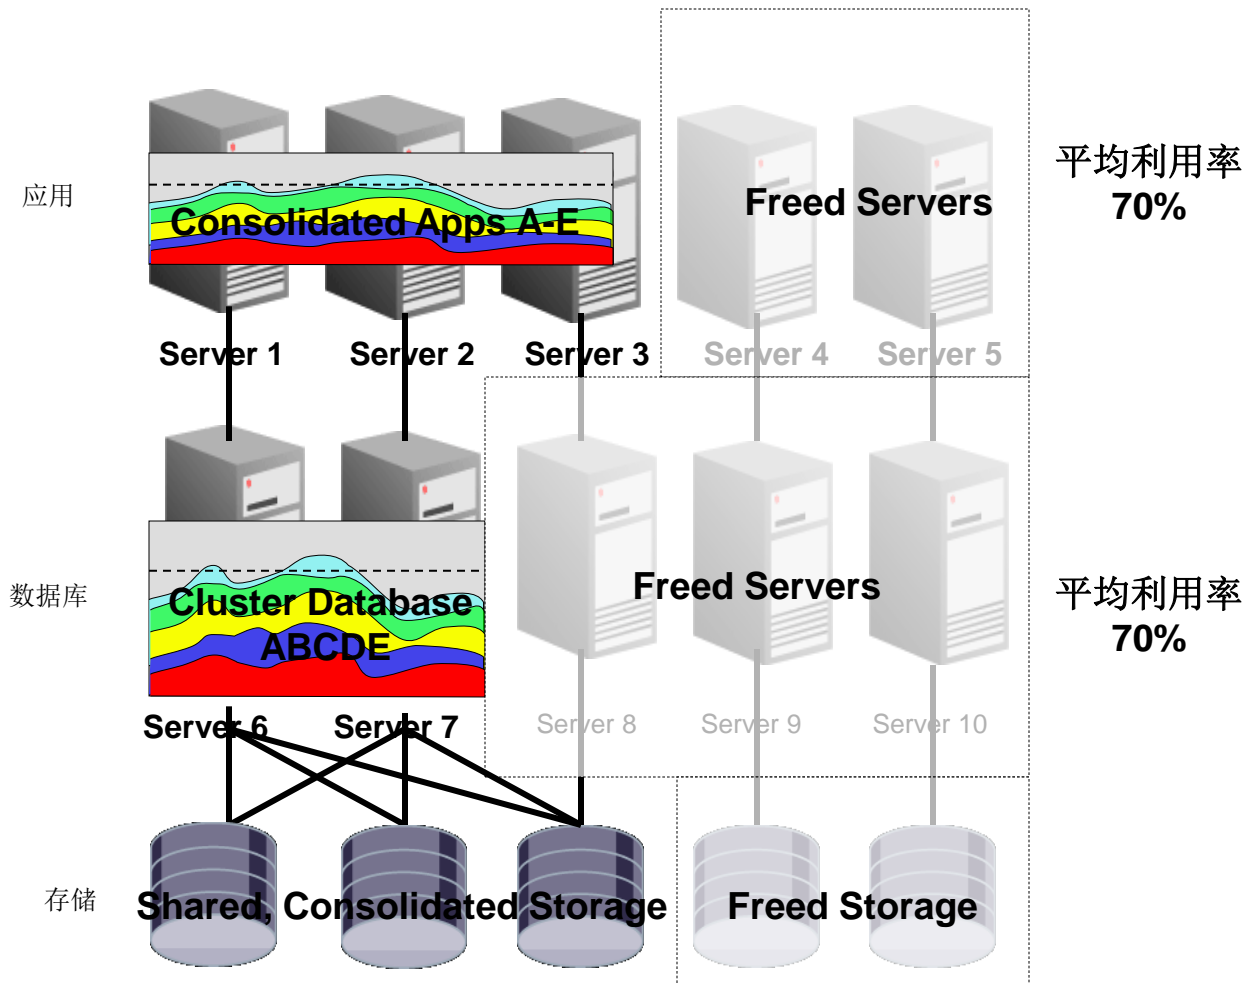 应用
Consolidated Apps A-E
Freed Servers
平均利用率
70%
Server 1
Server 2
Server 3
Server 4
Server 5
数据库
Cluster Database
ABCDE
Freed Servers
平均利用率
70%
Server 6
Server 7
Server 8
Server 9
Server 10
存储
Shared, Consolidated Storage
Freed Storage